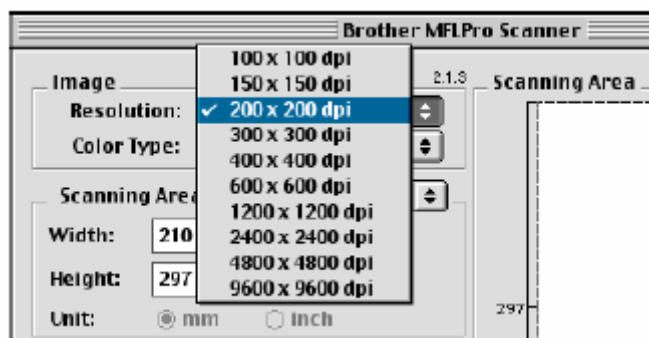 Brother MFLPro Scanner
Image
2.1.3
Resolution:
Color Type:
100 x 100 dpi
150 x 150 dpi
✓ 200 x 200 dpi
300 x 300 dpi
400 x 400 dpi
600 x 600 dpi
1200 x 1200 dpi
2400 x 2400 dpi
4800 x 4800 dpi
9600 x 9600 dpi
Scanning Area
Width: 210
Height: 297
Unit: mm inch
Scanning Area
297